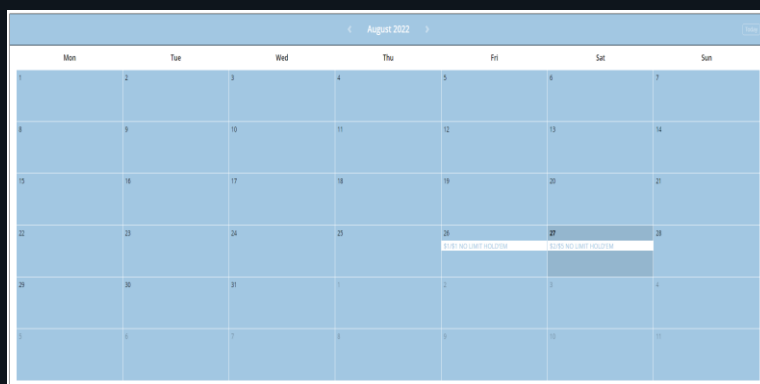 August 2022
Today
Mon Tue Wed Thu Fri Sat Sun
1 2 3 4 5 6 7
8 9 10 11 12 13 14
15 16 17 18 19 20 21
22 23 24 25 26 27 28
$1/$1 NO LIMIT HOLD'EM $2/$5 NO LIMIT HOLD'EM
29 30 31 1 2 3 4
5 6 7 8 9 10 11